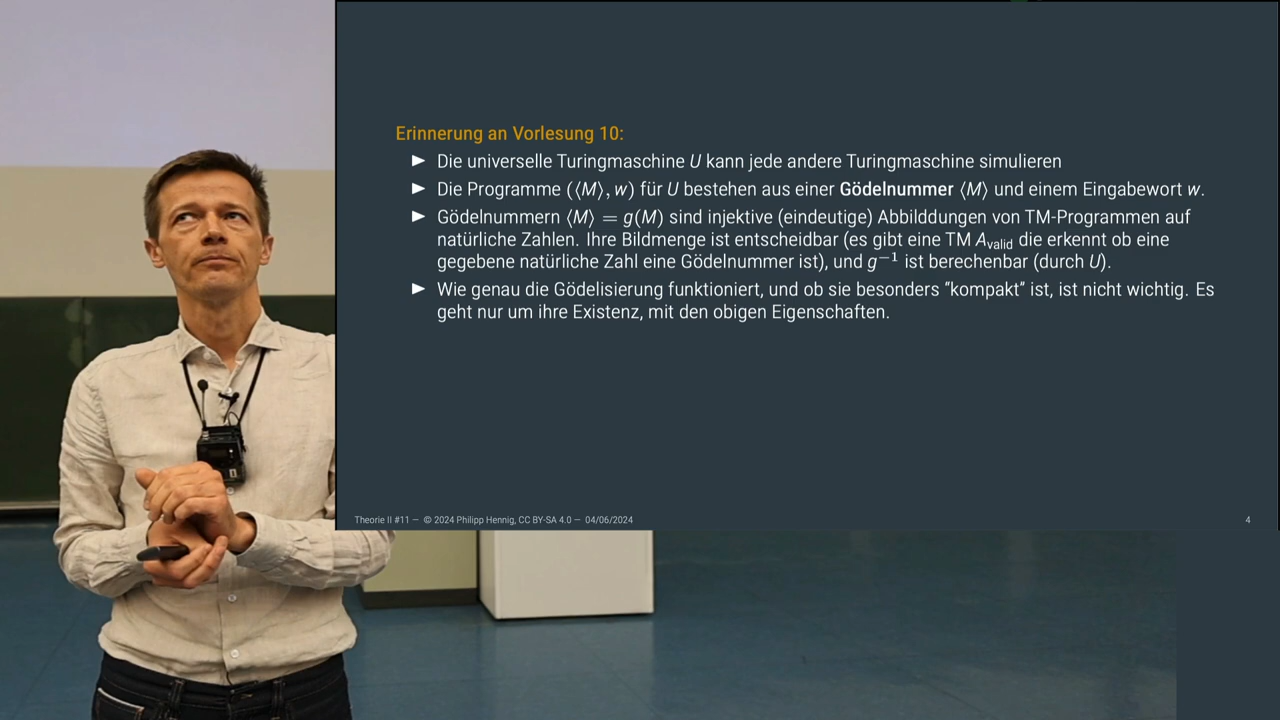 Erinnerung an Vorlesung 10:
► Die universelle Turingmaschine U kann jede andere Turingmaschine simulieren
► Die Programme (⟨M⟩, w) für U bestehen aus einer Gödelnummer ⟨M⟩ und einem Eingabewort w.
► Gödelnummern ⟨M⟩ = g(M) sind injektive (eindeutige) Abbilddungen von TM-Programmen auf
natürliche Zahlen. Ihre Bildmenge ist entscheidbar (es gibt eine TM A_valid die erkennt ob eine
gegebene natürliche Zahl eine Gödelnummer ist), und g⁻¹ ist berechenbar (durch U).
► Wie genau die Gödelisierung funktioniert, und ob sie besonders "kompakt" ist, ist nicht wichtig. Es
geht nur um ihre Existenz, mit den obigen Eigenschaften.
Theorie II #11 — © 2024 Philipp Hennig, CC BY-SA 4.0 — 04/06/2024
4